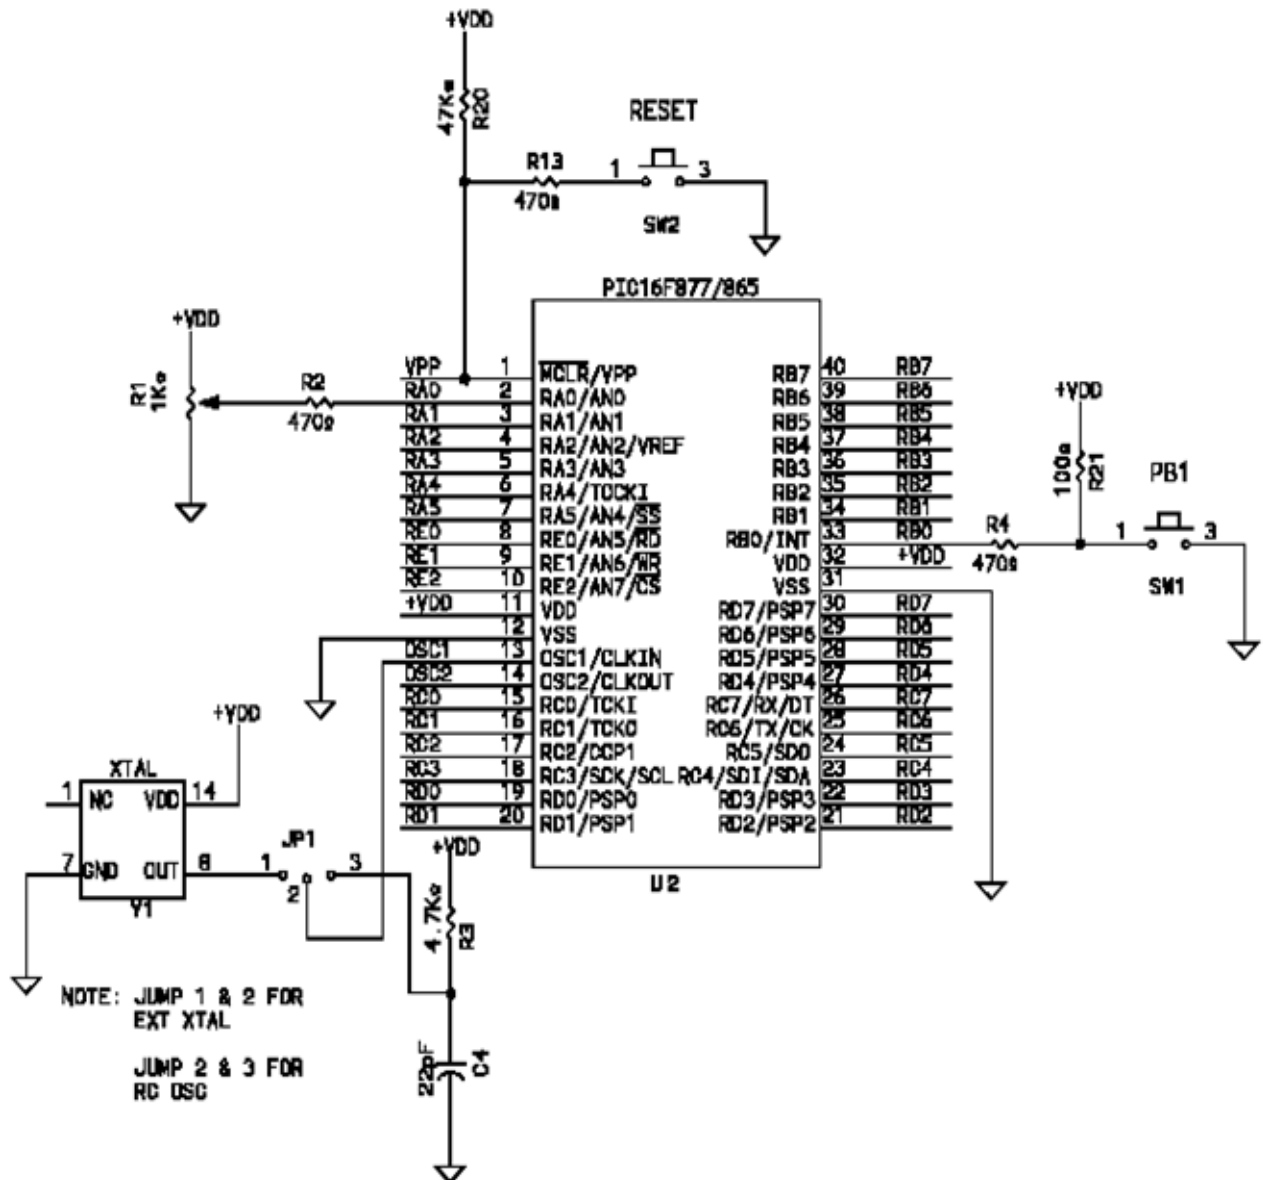 +VDD
47KΩ
R20
RESET
R13
1
3
470Ω
SW2
PIC16F877/865
+VDD
R1
1KΩ
R2
470Ω
VPP 1 MCLR/VPP RB7 40 RB7
RA0 2 RA0/AN0 RB6 39 RB6
RA1 3 RA1/AN1 RB5 38 RB5
RA2 4 RA2/AN2/VREF RB4 37 RB4
RA3 5 RA3/AN3 RB3 36 RB3
RA4 6 RA4/TOCKI RB2 35 RB2
RA5 7 RA5/AN4/SS RB1 34 RB1
RE0 8 RE0/AN5/RD RB0/INT 33 RB0
RE1 9 RE1/AN6/WR VDD 32 +VDD
RE2 10 RE2/AN7/CS VSS 31
+VDD 11 VDD RD7/PSP7 30 RD7
12 VSS RD6/PSP6 29 RD6
OSC1 13 OSC1/CLKIN RD5/PSP5 28 RD5
OSC2 14 OSC2/CLKOUT RD4/PSP4 27 RD4
RC0 15 RC0/TCKI RC7/RX/DT 26 RC7
RC1 16 RC1/TCKO RC6/TX/CK 25 RC6
RC2 17 RC2/CCP1 RC5/SDO 24 RC5
RC3 18 RC3/SCK/SCL RC4/SDI/SDA 23 RC4
RD0 19 RD0/PSP0 RD3/PSP3 22 RD3
RD1 20 RD1/PSP1 RD2/PSP2 21 RD2
U2
+VDD
100Ω
R21
PB1
R4
470Ω
1
3
SW1
+VDD
XTAL
1 NC VDD 14
7 GND OUT 8
Y1
JP1
1
2
3
+VDD
4.7KΩ
R3
22pF
C4
NOTE: JUMP 1 & 2 FOR
EXT XTAL
JUMP 2 & 3 FOR
RC OSC